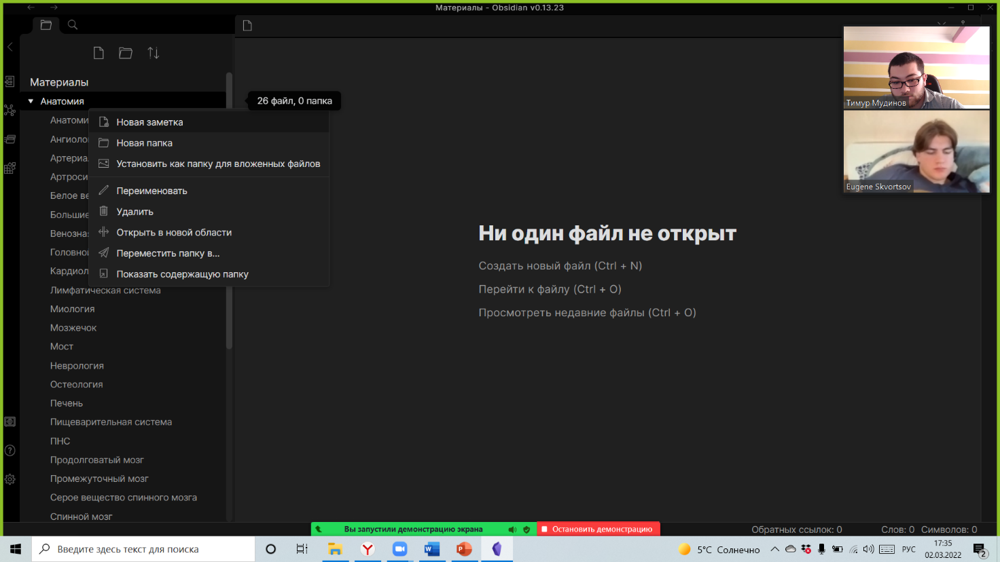 Материалы - Obsidian v0.13.23
Материалы
Анатомия
26 файл, 0 папка
Анатоми
Ангиоло
Артериа
Артроси
Белое ве
Большие
Венозна
Головно
Кардиол
Новая заметка
Новая папка
Установить как папку для вложенных файлов
Переименовать
Удалить
Открыть в новой области
Переместить папку в...
Показать содержащую папку
Лимфатическая система
Миология
Мозжечок
Мост
Неврология
Остеология
Печень
Пищеварительная система
ПНС
Продолговатый мозг
Промежуточный мозг
Серое вещество спинного мозга
Спинной мозг
Ни один файл не открыт
Создать новый файл (Ctrl + N)
Перейти к файлу (Ctrl + O)
Просмотреть недавние файлы (Ctrl + O)
Тимур Мудинов
Eugene Skvortsov
Вы запустили демонстрацию экрана
Остановить демонстрацию
Обратных ссылок: 0
Слов: 0 Символов: 0
Введите здесь текст для поиска
5°C Солнечно
РУС
17:35
02.03.2022
2